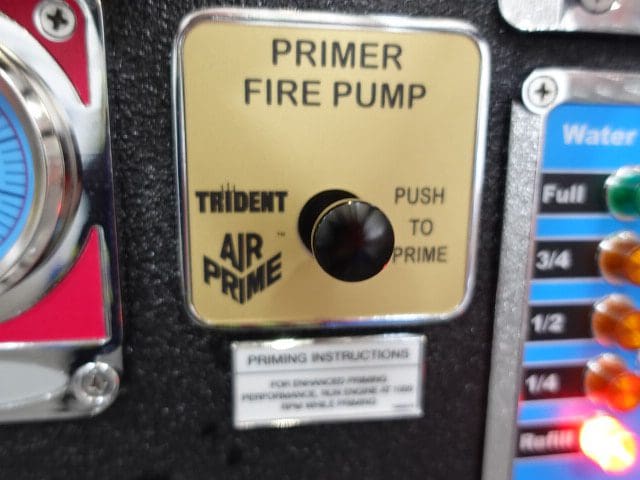 PRIMER
FIRE PUMP
TRIDENT
AIR
PRIME
™
PUSH
TO
PRIME
PRIMING INSTRUCTIONS
FOR ENHANCED PRIMING
PERFORMANCE, RUN ENGINE AT 1000
RPM WHILE PRIMING
Water
Full
3/4
1/2
1/4
Refill